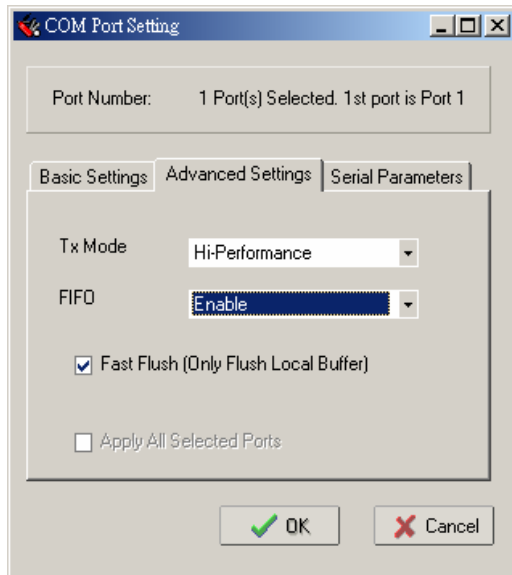 COM Port Setting
Port Number: 1 Port(s) Selected. 1st port is Port 1
Basic Settings Advanced Settings Serial Parameters
Tx Mode Hi-Performance
FIFO Enable
Fast Flush (Only Flush Local Buffer)
Apply All Selected Ports
OK Cancel